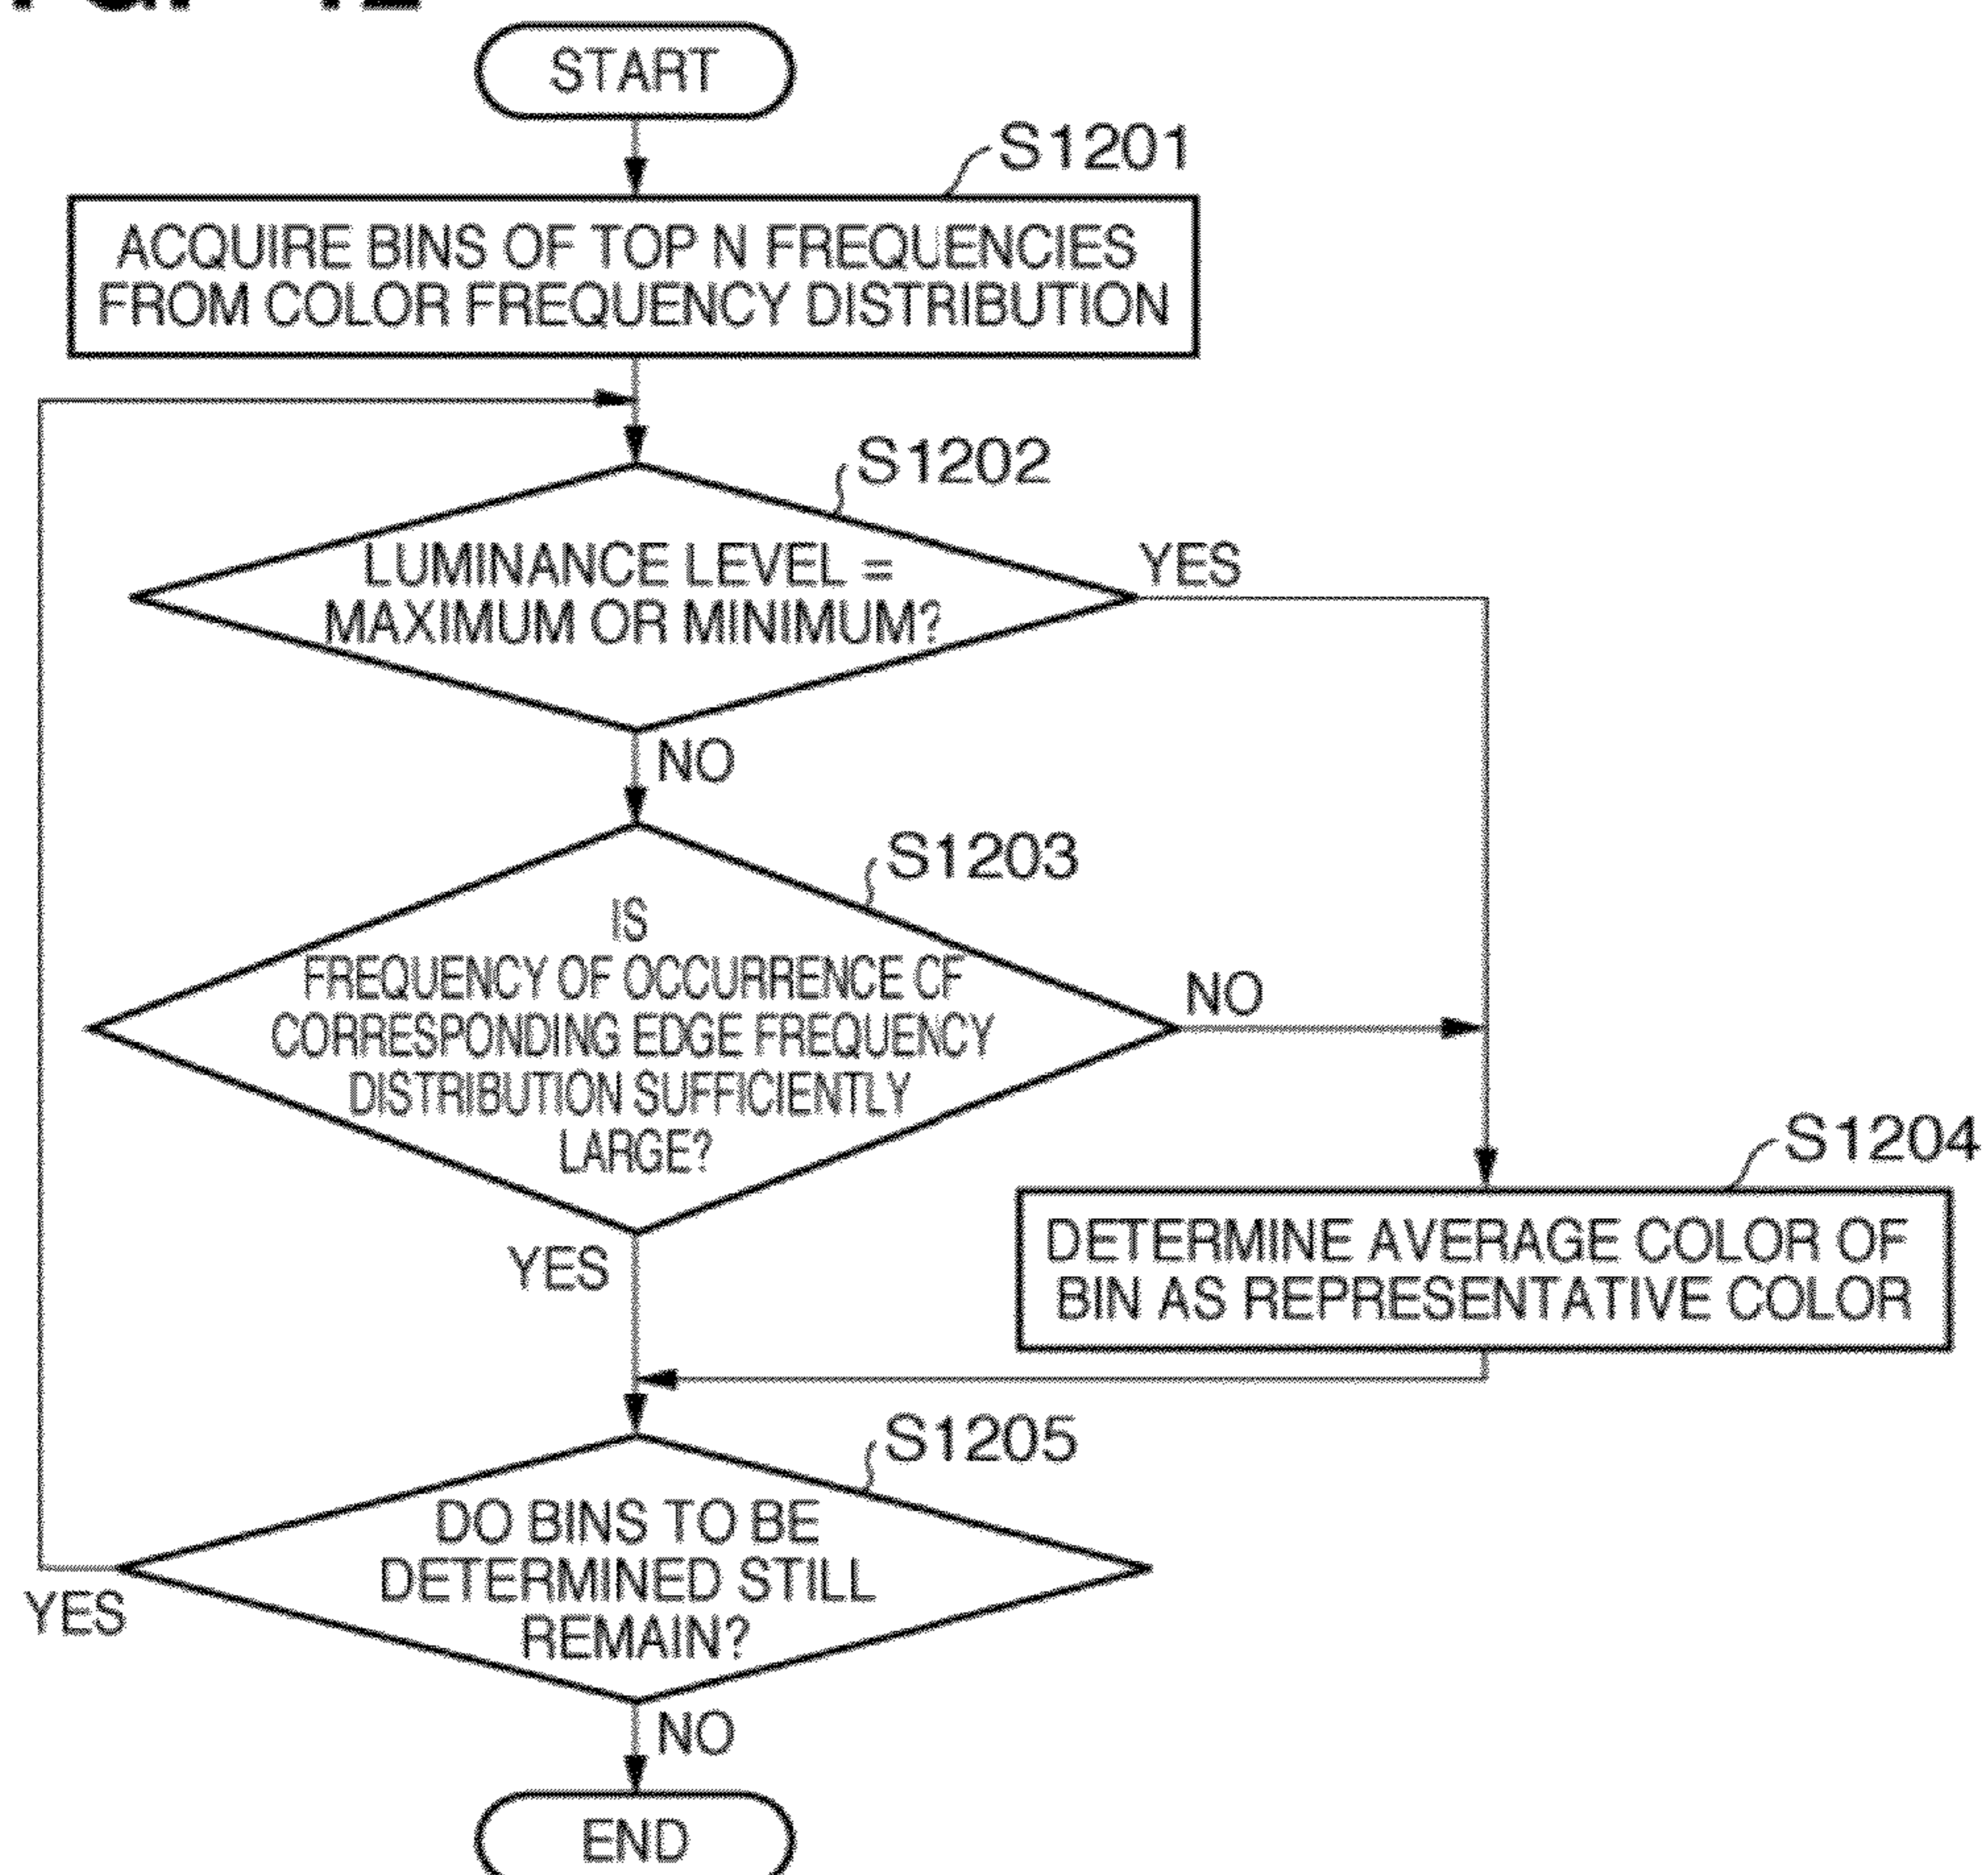 START
S1201
ACQUIRE BINS OF TOP N FREQUENCIES
FROM COLOR FREQUENCY DISTRIBUTION
S1202
LUMINANCE LEVEL =
MAXIMUM OR MINIMUM?
YES
NO
S1203
IS
FREQUENCY OF OCCURRENCE CF
CORRESPONDING EDGE FREQUENCY
DISTRIBUTION SUFFICIENTLY
LARGE?
NO
YES
S1204
DETERMINE AVERAGE COLOR OF
BIN AS REPRESENTATIVE COLOR
S1205
DO BINS TO BE
DETERMINED STILL
REMAIN?
YES
NO
END